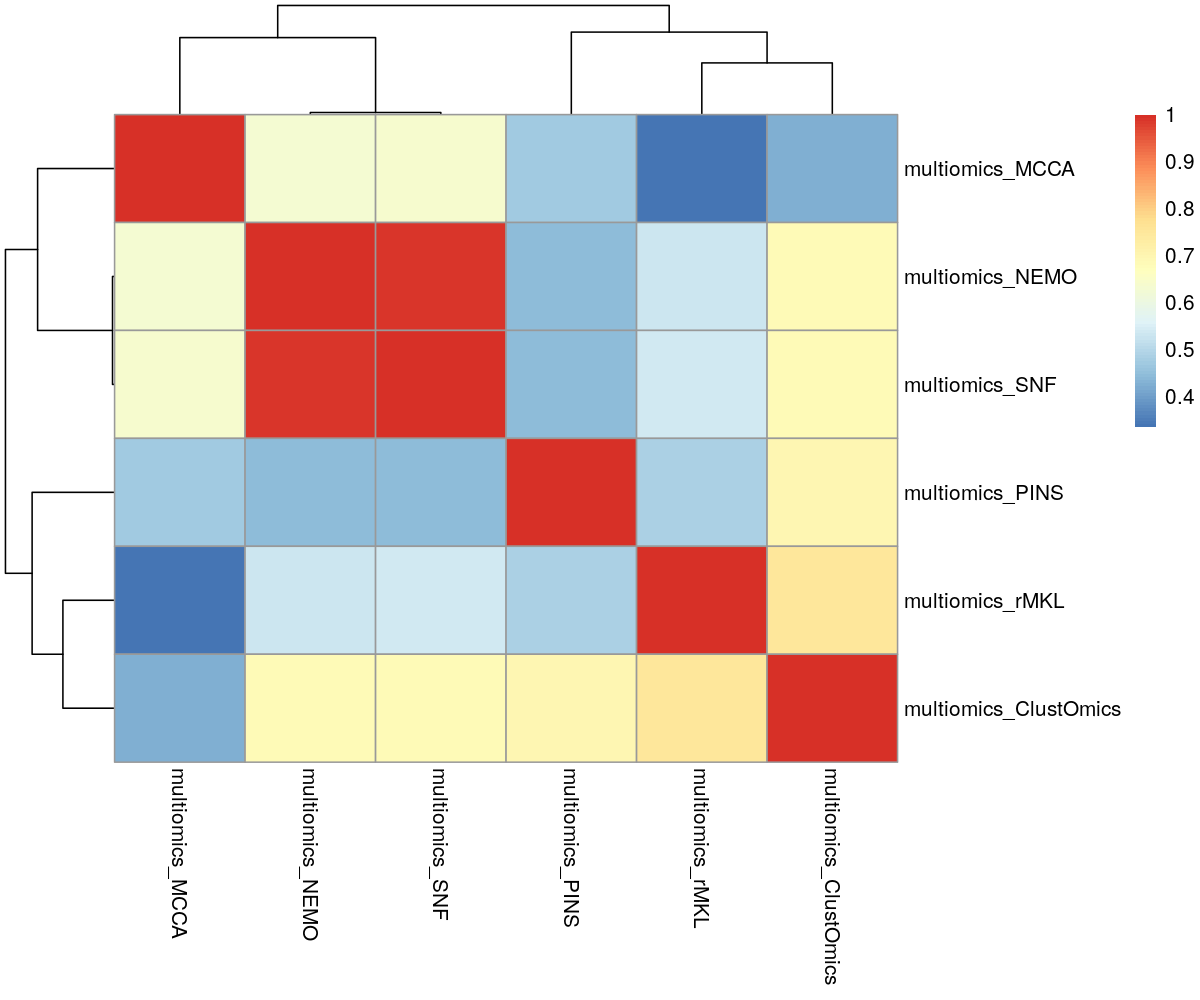 1
0.9
0.8
0.7
0.6
0.5
0.4
multiomics_MCCA
multiomics_NEMO
multiomics_SNF
multiomics_PINS
multiomics_rMKL
multiomics_ClustOmics
multiomics_MCCA
multiomics_NEMO
multiomics_SNF
multiomics_PINS
multiomics_rMKL
multiomics_ClustOmics